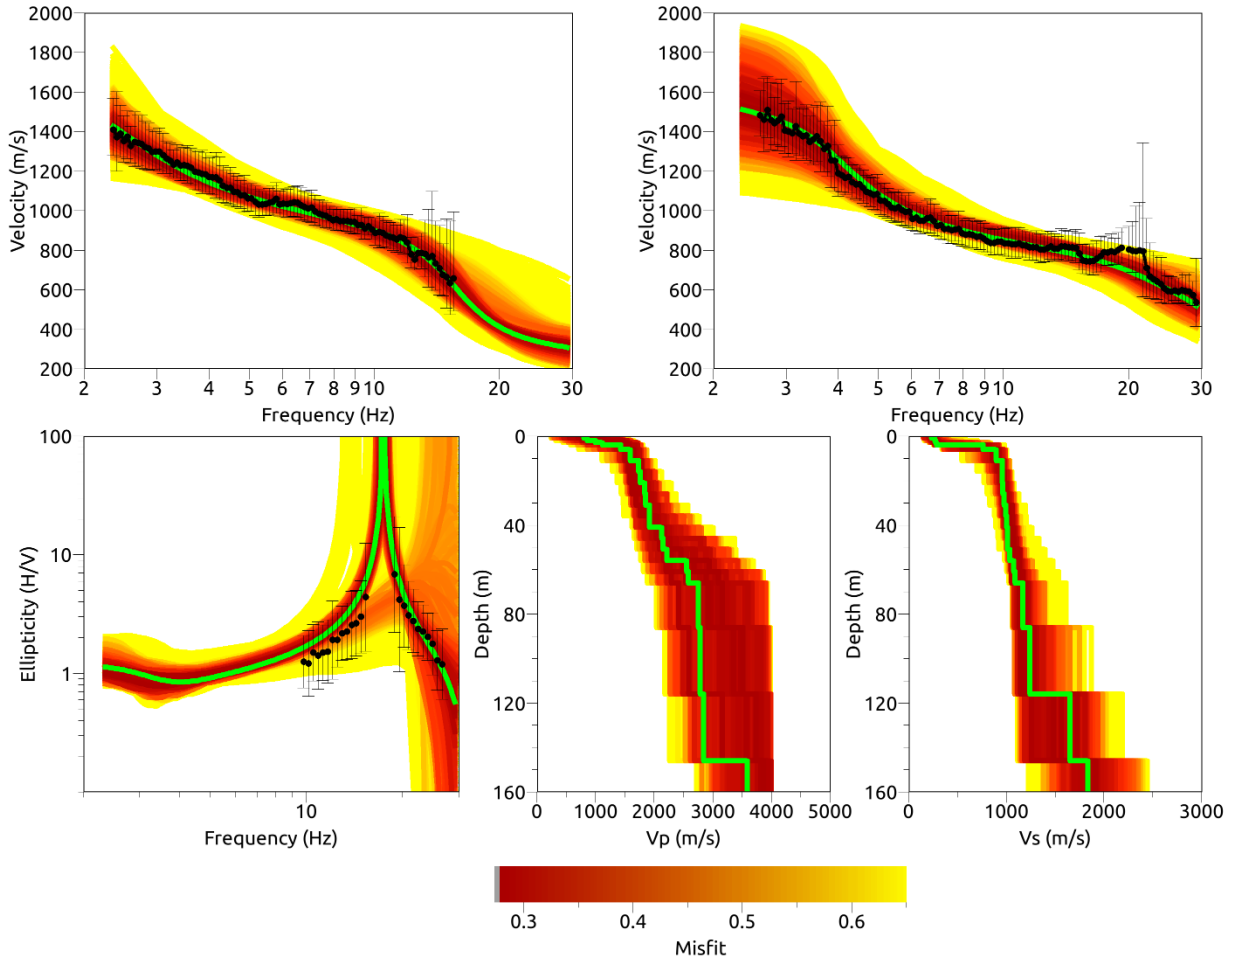 2000
1800
1600
1400
1200
1000
800
600
400
200
Velocity (m/s)
2 3 4 5 6 7 8 9 10 20 30
Frequency (Hz)
2000
1800
1600
1400
1200
1000
800
600
400
200
Velocity (m/s)
2 3 4 5 6 7 8 9 10 20 30
Frequency (Hz)
100
10
1
Ellipticity (H/V)
10
Frequency (Hz)
0
40
80
120
160
Depth (m)
0 1000 2000 3000 4000 5000
Vp (m/s)
0
40
80
120
160
Depth (m)
0 1000 2000 3000
Vs (m/s)
0.3 0.4 0.5 0.6
Misfit